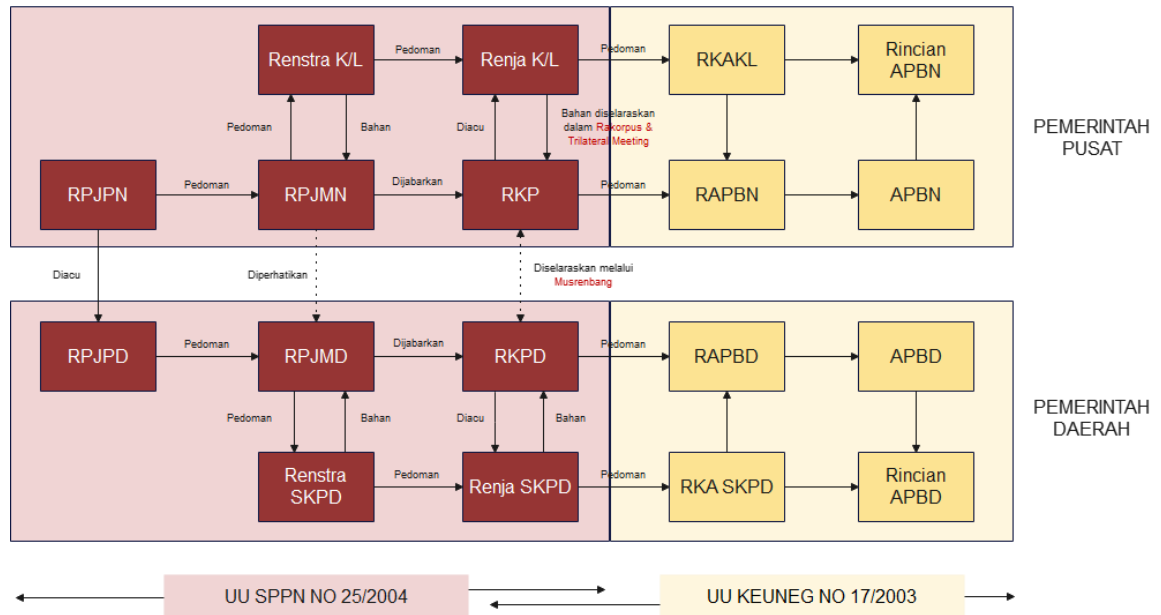 Renstra K/L
Pedoman
Renja K/L
Pedoman
RKAKL
Rincian
APBN
Pedoman
Bahan
Diacu
Bahan diselaraskan
dalam Rakorpus &
Trilateral Meeting
PEMERINTAH
PUSAT
RPJPN
Pedoman
RPJMN
Dijabarkan
RKP
Pedoman
RAPBN
APBN
Diacu
Diperhatikan
Diselaraskan melalui
Musrenbang
RPJPD
Pedoman
RPJMD
Dijabarkan
RKPD
Pedoman
RAPBD
APBD
Pedoman
Bahan
Diacu
Bahan
PEMERINTAH
DAERAH
Renstra
SKPD
Pedoman
Renja SKPD
Pedoman
RKA SKPD
Rincian
APBD
UU SPPN NO 25/2004
UU KEUNEG NO 17/2003